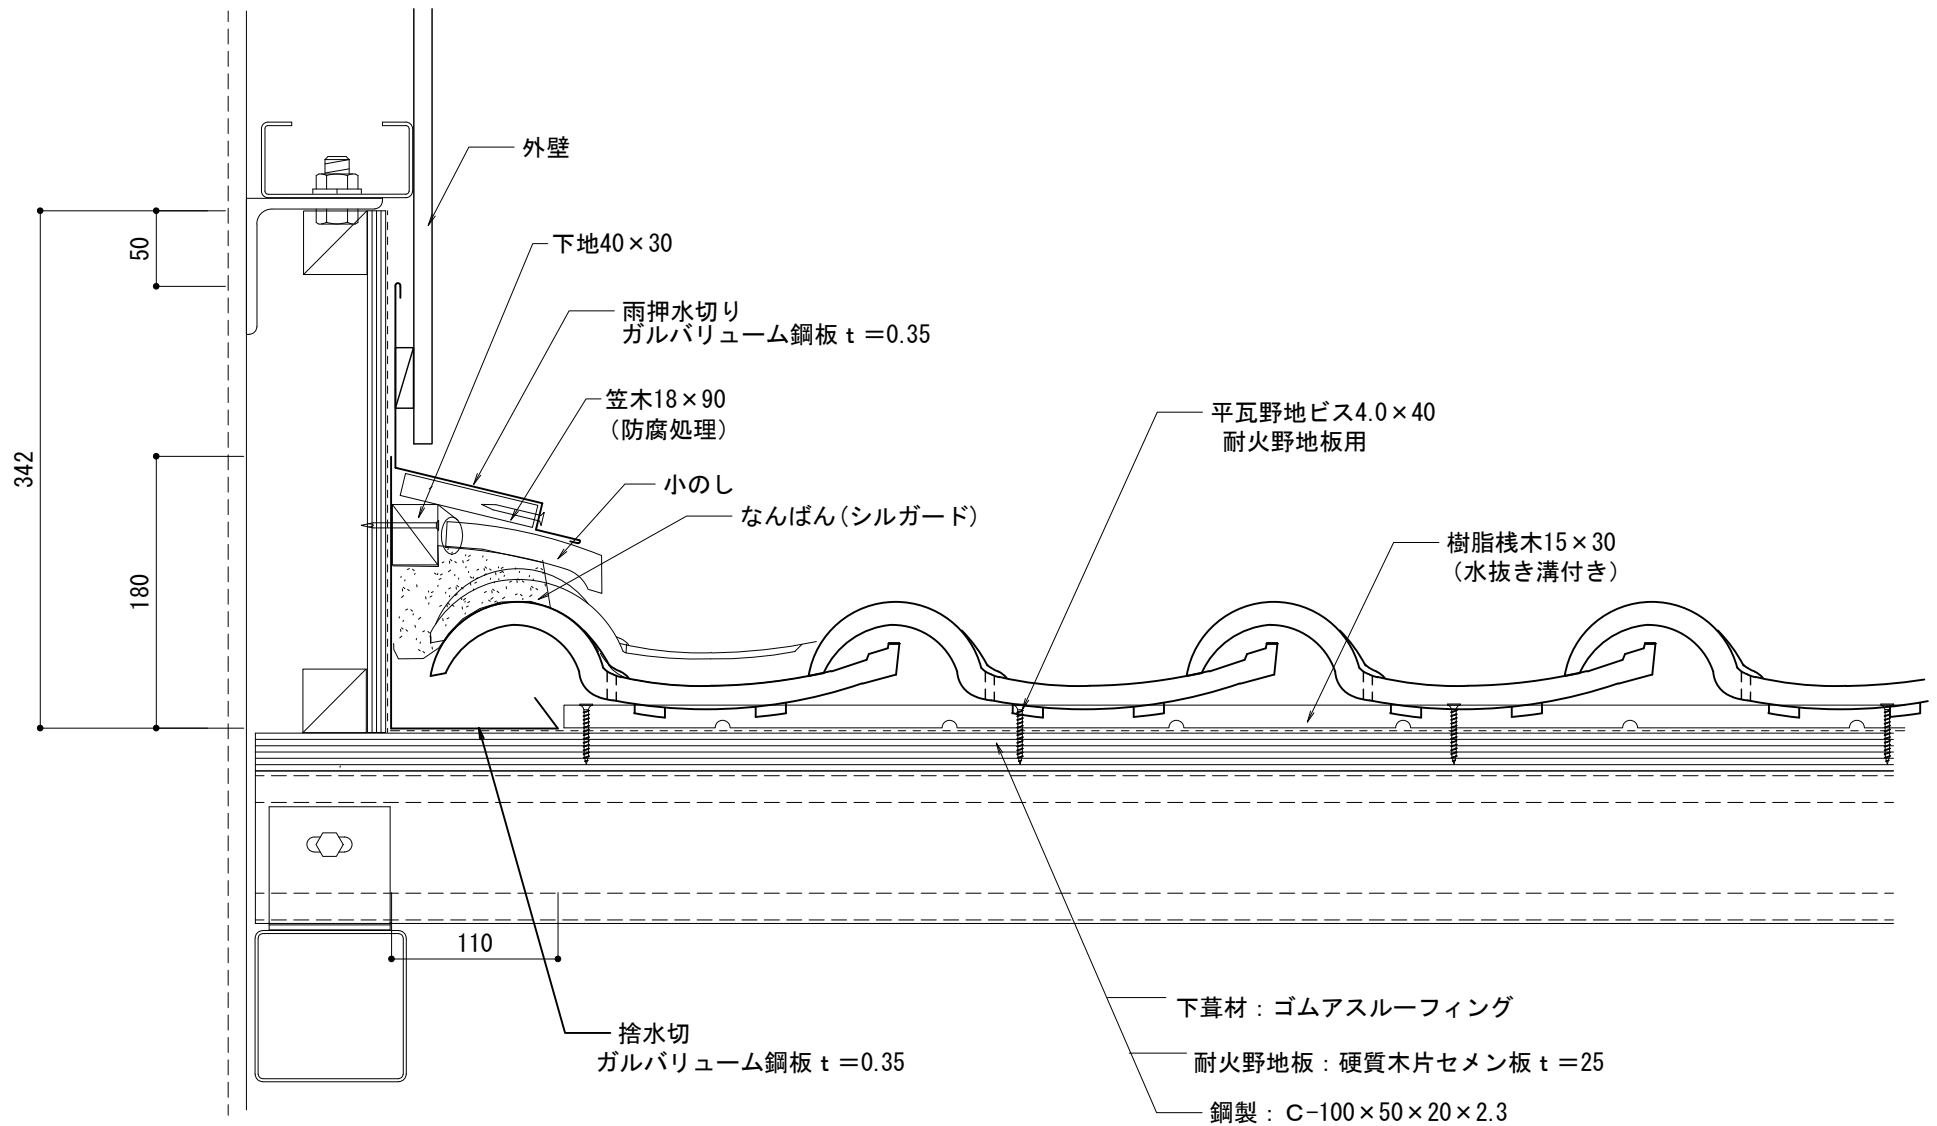 外壁
50
下地40×30
雨押水切り
ガルバリューム鋼板ｔ＝0.35
笠木18×90
（防腐処理）
平瓦野地ビス4.0×40
耐火野地板用
342
小のし
なんばん（シルガード）
樹脂桟木15×30
（水抜き溝付き）
180
110
下葺材：ゴムアスルーフィング
捨水切
ガルバリューム鋼板ｔ＝0.35
耐火野地板：硬質木片セメン板ｔ＝25
鋼製：Ｃ-100×50×20×2.3